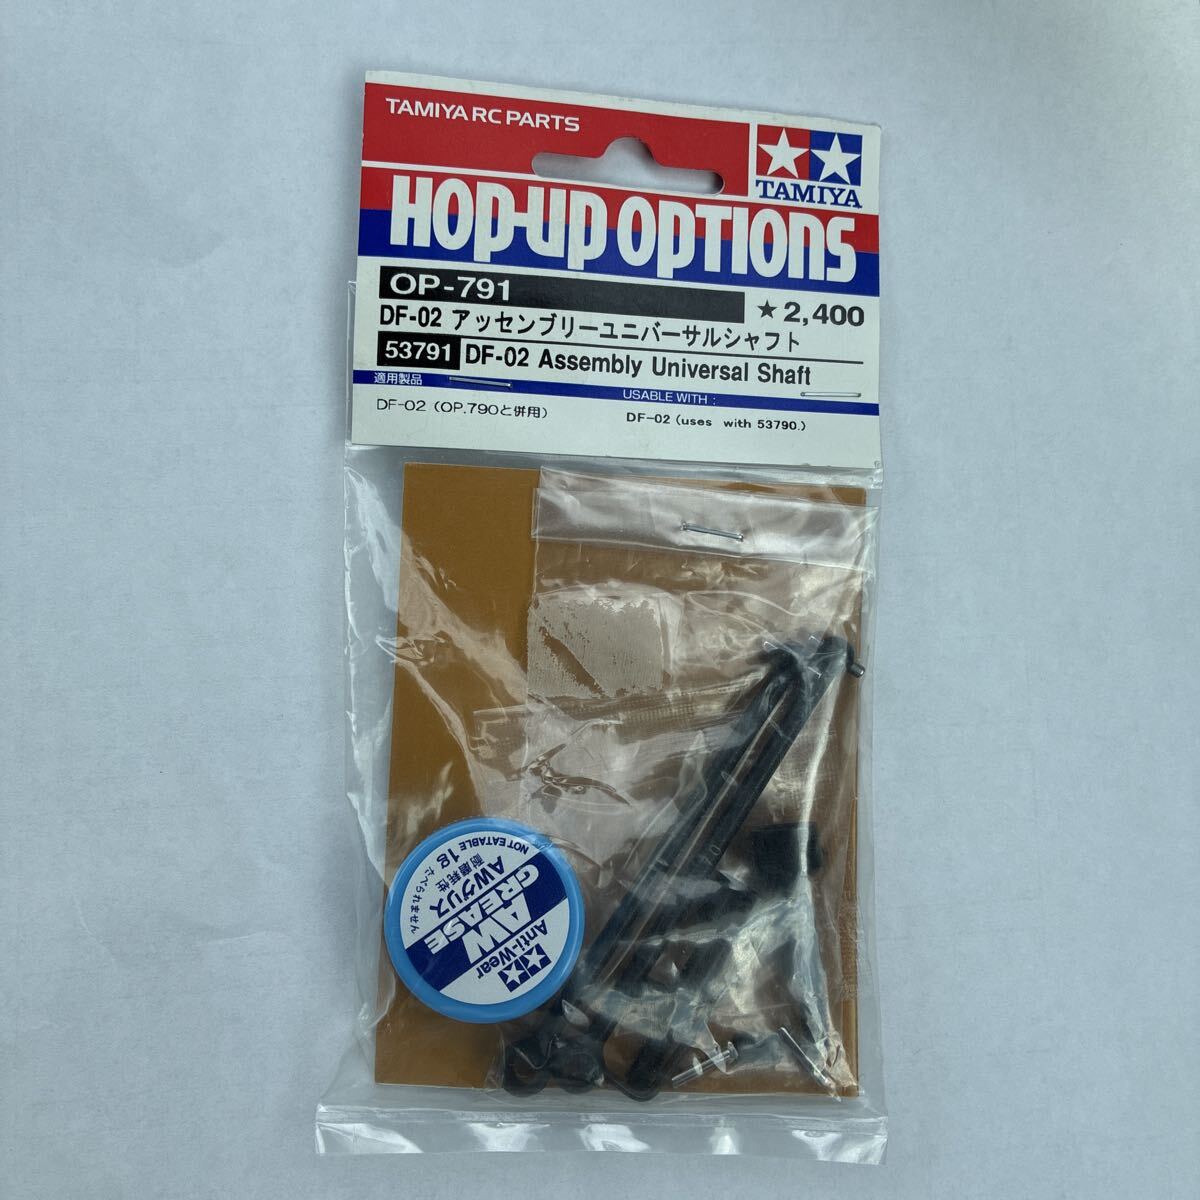 TAMIYA RC PARTS
TAMIYA
HOP-UP OPTIONS
OP-791
★2,400
DF-02 アッセンブリーユニバーサルシャフト
53791 DF-02 Assembly Universal Shaft
適用製品
USABLE WITH :
DF-02 (OP.790と併用)
DF-02 (uses with 53790.)
Anti-Wear
AW
GREASE
AWグリス
耐磨耗性 1g
NOT EATABLE
たべられません